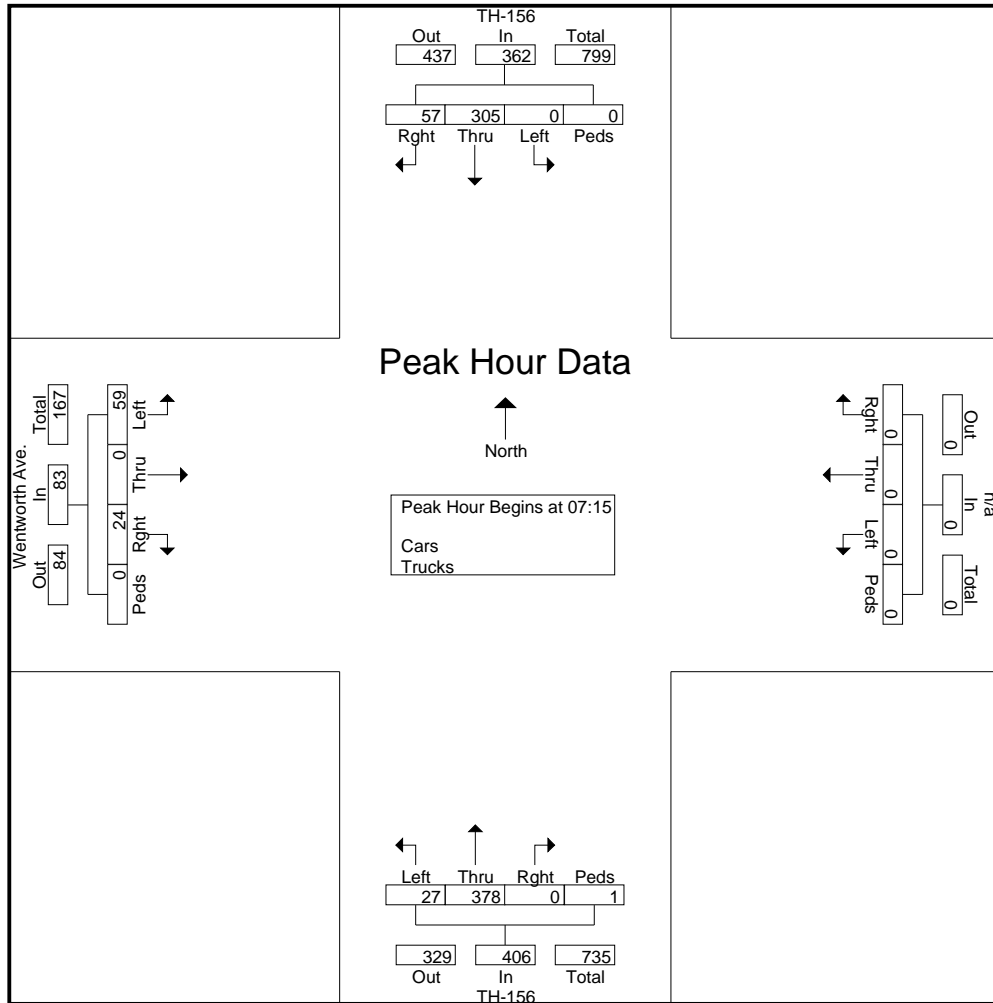 TH-156
Out In Total
437 362 799
57 305 0 0
Rght Thru Left Peds
Peak Hour Data
North
Peak Hour Begins at 07:15
Cars
Trucks
Wentworth Ave.
Total In Out
167 83 84
59 0 24 0
Left Thru Rght Peds
Rght Thru Left Peds
0 0 0 0
Out In Total
0 0 0
n/a
Left Thru Rght Peds
27 378 0 1
329 406 735
Out In Total
TH-156